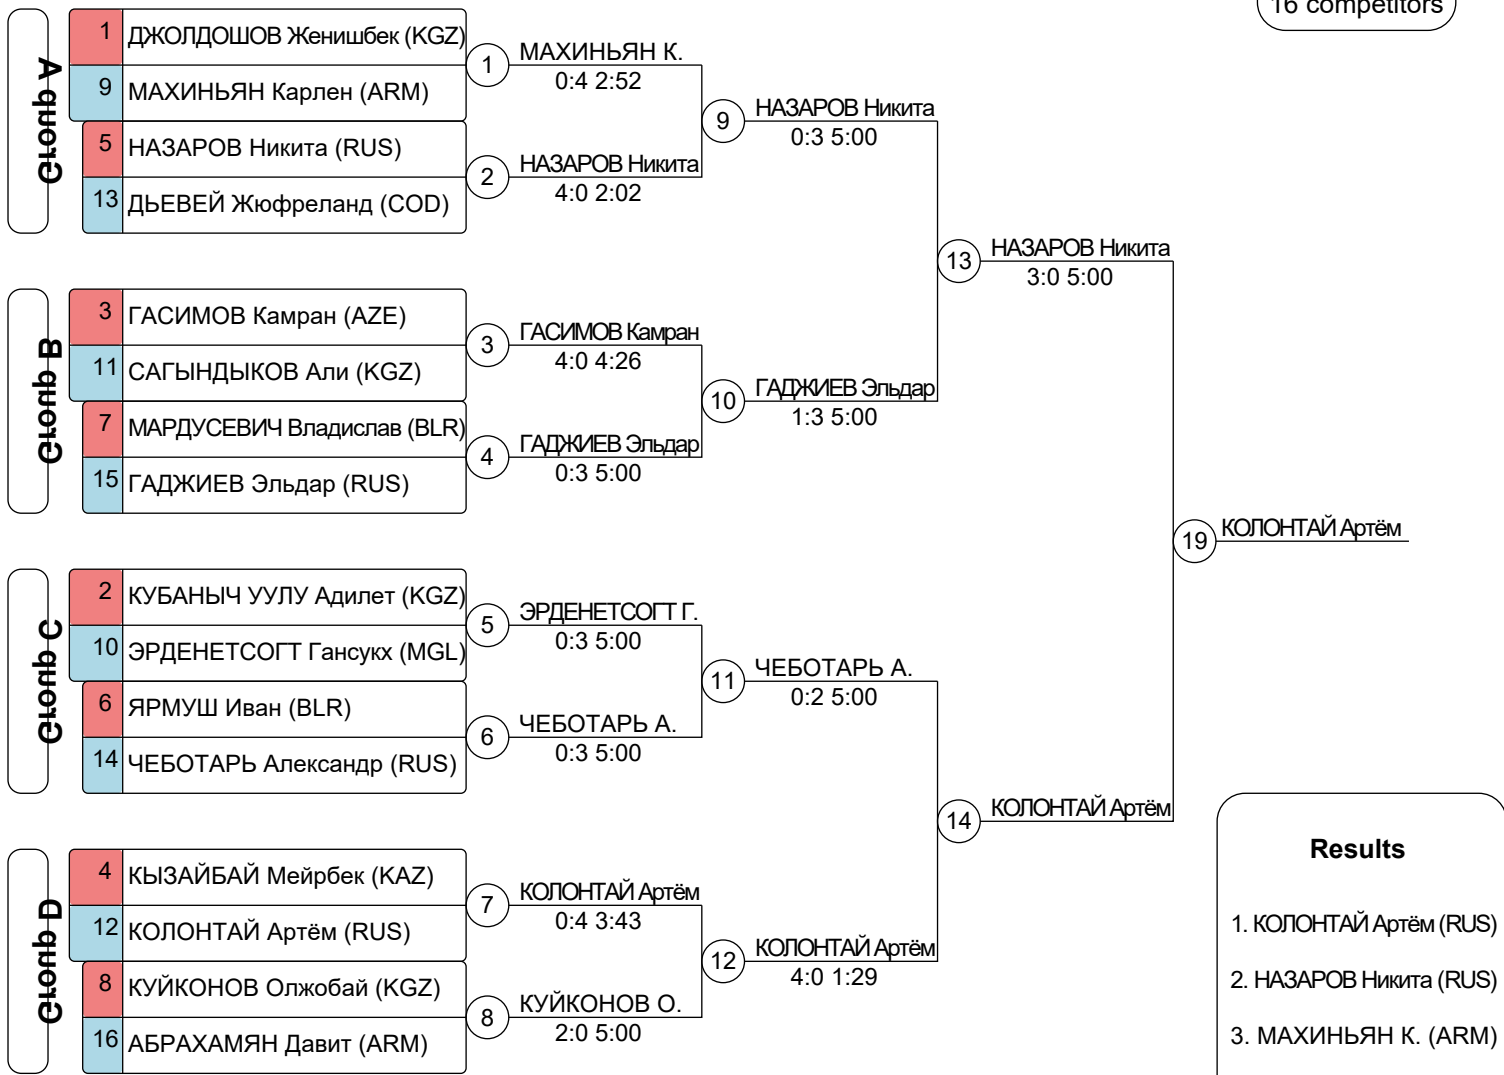 16 competitors
Group A
1 ДЖОЛДОШОВ Женишбек (KGZ)
9 МАХИНЬЯН Карлен (ARM)
5 НАЗАРОВ Никита (RUS)
13 ДЬЕВЕЙ Жюфреланд (COD)
1 МАХИНЬЯН К.
0:4 2:52
2 НАЗАРОВ Никита
4:0 2:02
9 НАЗАРОВ Никита
0:3 5:00
Group B
3 ГАСИМОВ Камран (AZE)
11 САГЫНДЫКОВ Али (KGZ)
7 МАРДУСЕВИЧ Владислав (BLR)
15 ГАДЖИЕВ Эльдар (RUS)
3 ГАСИМОВ Камран
4:0 4:26
4 ГАДЖИЕВ Эльдар
0:3 5:00
10 ГАДЖИЕВ Эльдар
1:3 5:00
13 НАЗАРОВ Никита
3:0 5:00
Group C
2 КУБАНЫЧ УУЛУ Адилет (KGZ)
10 ЭРДЕНЕТСОГТ Гансукх (MGL)
6 ЯРМУШ Иван (BLR)
14 ЧЕБОТАРЬ Александр (RUS)
5 ЭРДЕНЕТСОГТ Г.
0:3 5:00
6 ЧЕБОТАРЬ А.
0:3 5:00
11 ЧЕБОТАРЬ А.
0:2 5:00
Group D
4 КЫЗАЙБАЙ Мейрбек (KAZ)
12 КОЛОНТАЙ Артём (RUS)
8 КУЙКОНОВ Олжобай (KGZ)
16 АБРАХАМЯН Давит (ARM)
7 КОЛОНТАЙ Артём
0:4 3:43
8 КУЙКОНОВ О.
2:0 5:00
12 КОЛОНТАЙ Артём
4:0 1:29
14 КОЛОНТАЙ Артём
19 КОЛОНТАЙ Артём
Results
1. КОЛОНТАЙ Артём (RUS)
2. НАЗАРОВ Никита (RUS)
3. МАХИНЬЯН К. (ARM)